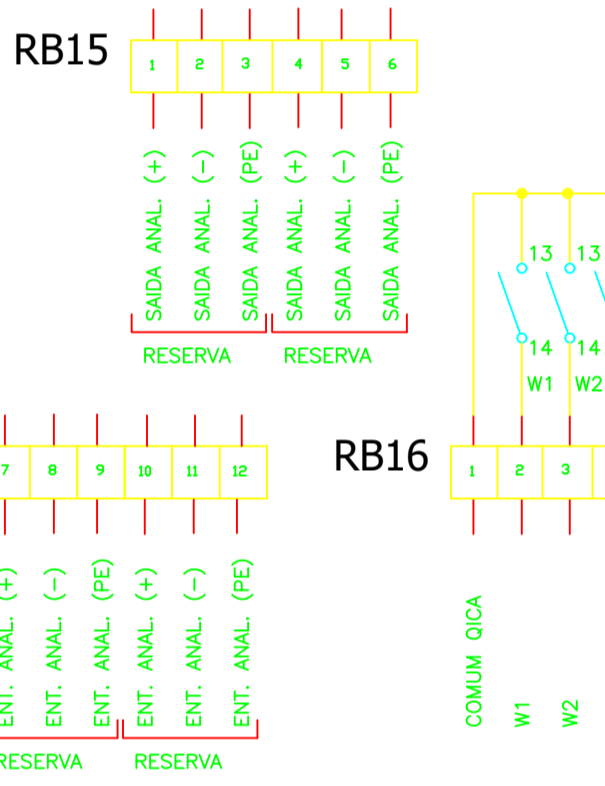 RB15
1 2 3 4 5 6
SAIDA ANAL. (+)
SAIDA ANAL. (-)
SAIDA ANAL. (PE)
SAIDA ANAL. (+)
SAIDA ANAL. (-)
SAIDA ANAL. (PE)
RESERVA RESERVA
13 13
14 14
W1 W2
RB16
7 8 9 10 11 12
1 2 3
ENT. ANAL. (+)
ENT. ANAL. (-)
ENT. ANAL. (PE)
ENT. ANAL. (+)
ENT. ANAL. (-)
ENT. ANAL. (PE)
COMUM QICA
W1
W2
RESERVA RESERVA